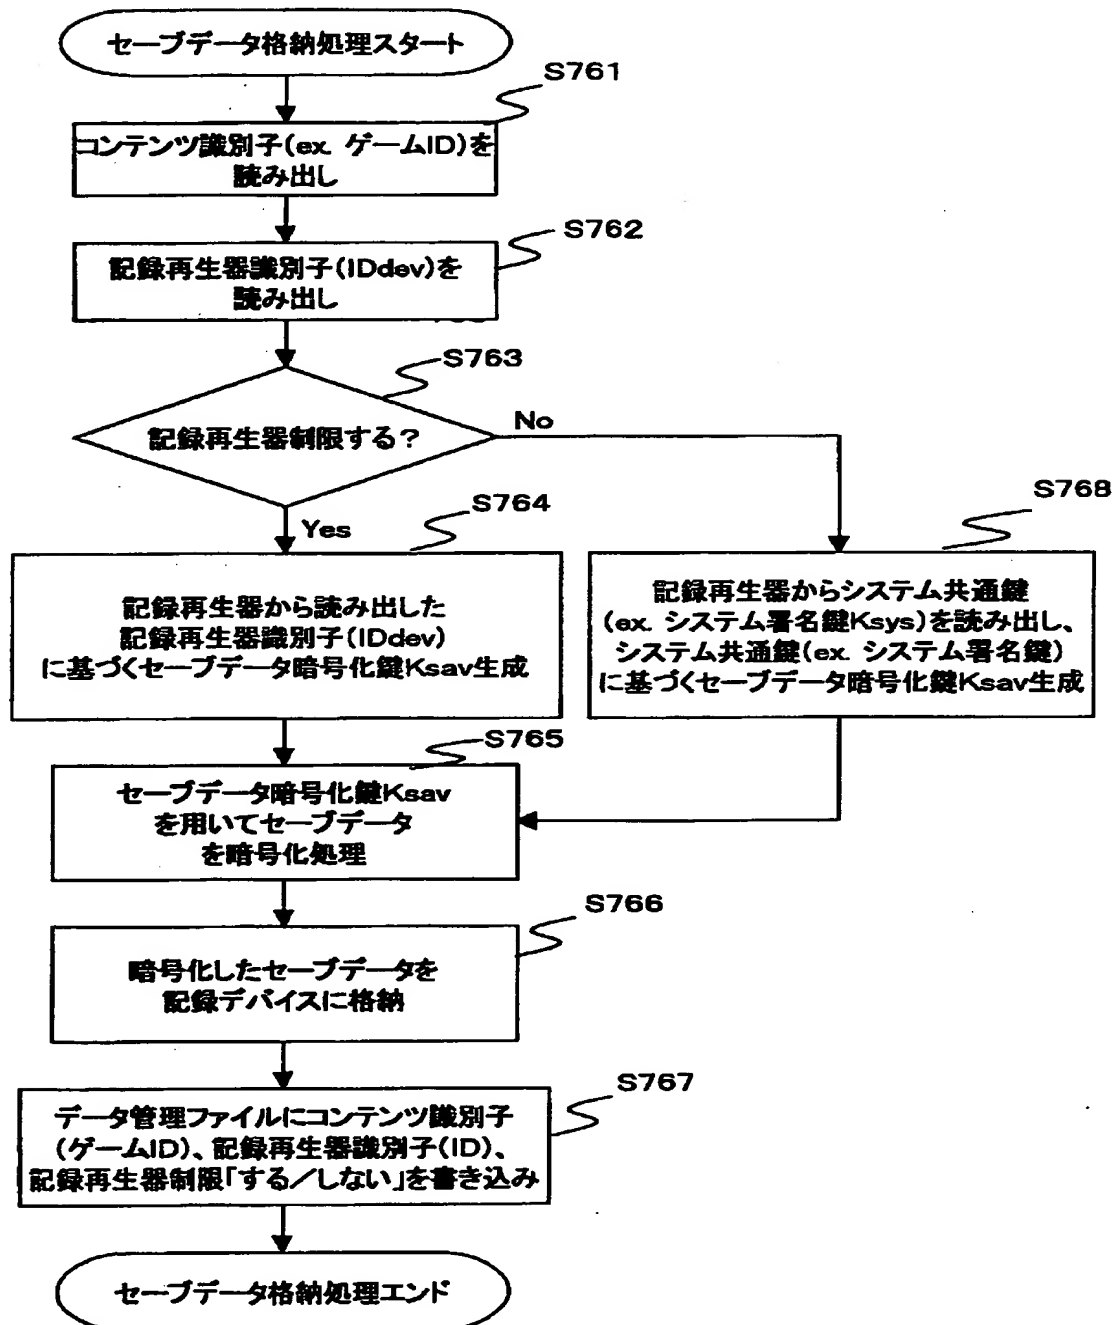 セーブデータ格納処理スタート
S761
コンテンツ識別子(ex. ゲームID)を
読み出し
S762
記録再生器識別子(IDdev)を
読み出し
S763
記録再生器制限する?
No
Yes
S764
記録再生器から読み出した
記録再生器識別子(IDdev)
に基づくセーブデータ暗号化鍵Ksav生成
S768
記録再生器からシステム共通鍵
(ex. システム署名鍵Ksys)を読み出し、
システム共通鍵(ex. システム署名鍵)
に基づくセーブデータ暗号化鍵Ksav生成
S765
セーブデータ暗号化鍵Ksav
を用いてセーブデータ
を暗号化処理
S766
暗号化したセーブデータを
記録デバイスに格納
S767
データ管理ファイルにコンテンツ識別子
(ゲームID)、記録再生器識別子(ID)、
記録再生器制限「する/しない」を書き込み
セーブデータ格納処理エンド